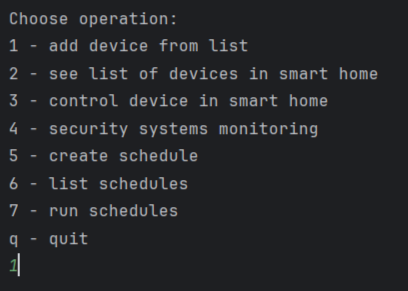 Choose operation:
1 - add device from list
2 - see list of devices in smart home
3 - control device in smart home
4 - security systems monitoring
5 - create schedule
6 - list schedules
7 - run schedules
q - quit
1